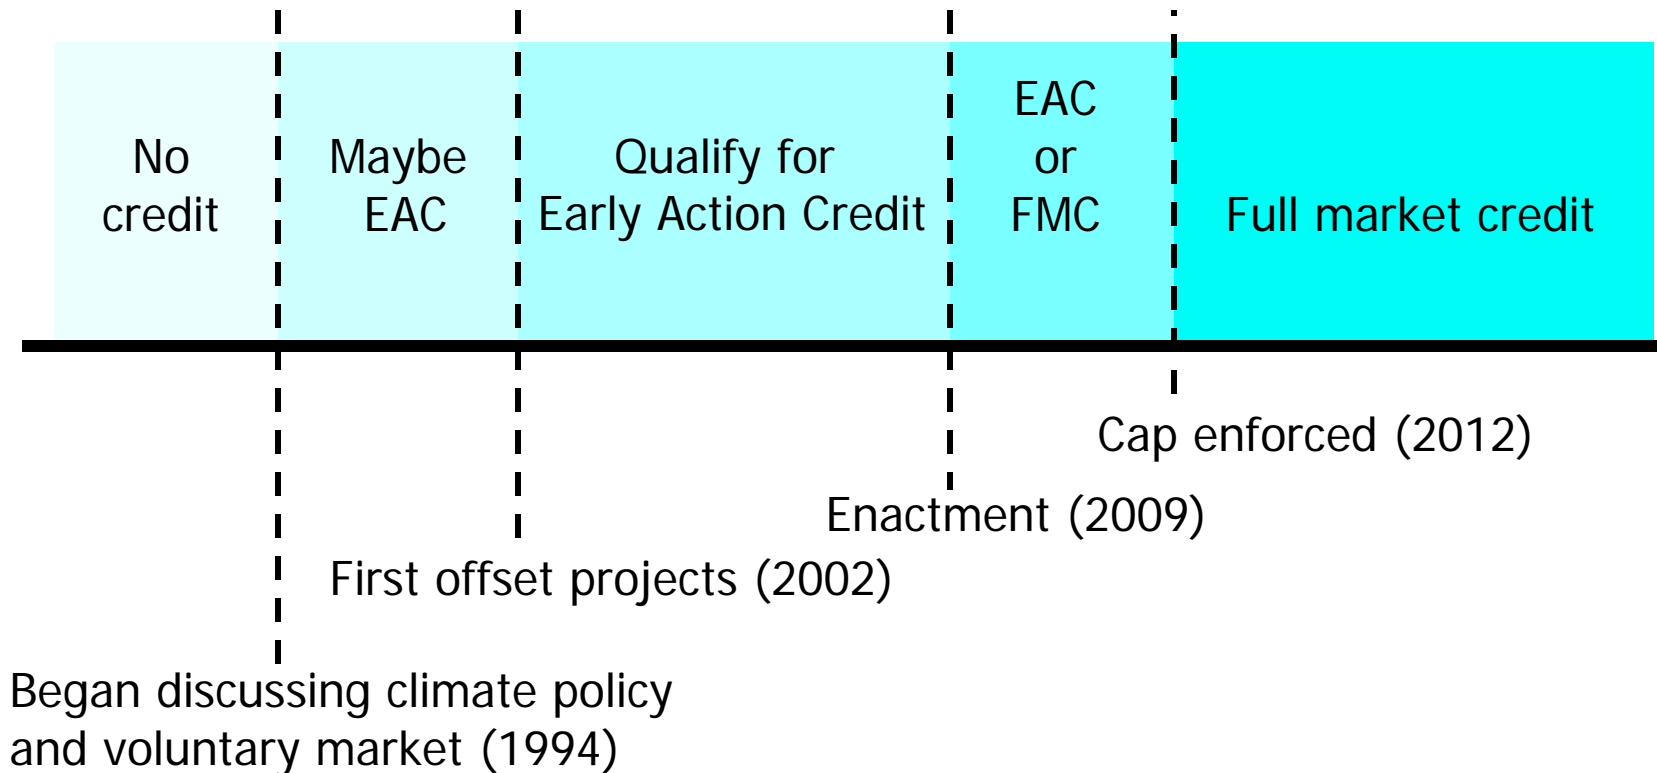 No
credit
Maybe
EAC
Qualify for
Early Action Credit
EAC
or
FMC
Full market credit
Cap enforced (2012)
Enactment (2009)
First offset projects (2002)
Began discussing climate policy
and voluntary market (1994)